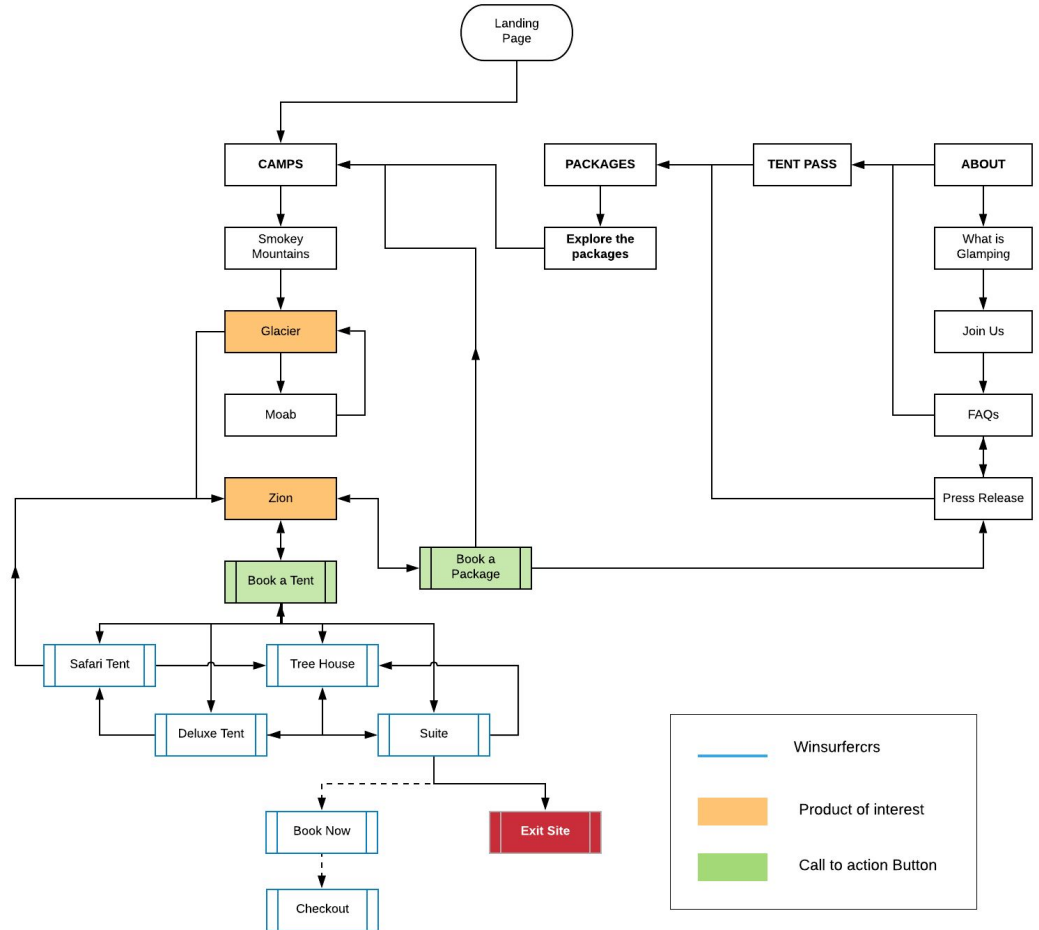 Landing
Page
CAMPS
PACKAGES
TENT PASS
ABOUT
Smokey
Mountains
Explore the
packages
What is
Glamping
Glacier
Join Us
Moab
FAQs
Zion
Press Release
Book a Tent
Book a
Package
Safari Tent
Tree House
Deluxe Tent
Suite
Book Now
Exit Site
Checkout
Winsurfercrs
Product of interest
Call to action Button